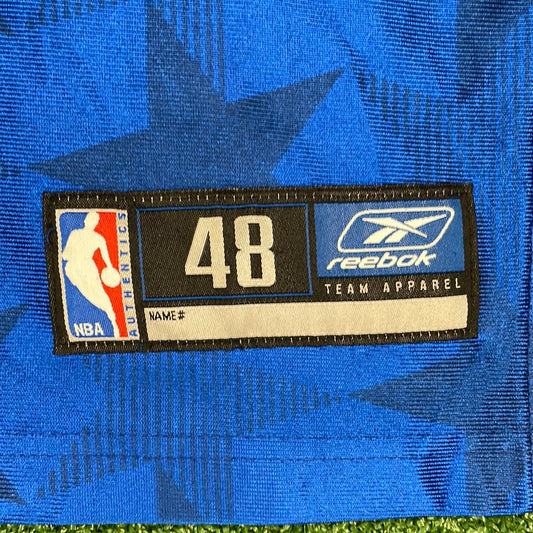 NBA
AUTHENTICS
48
Reebok
TEAM APPAREL
NAME#